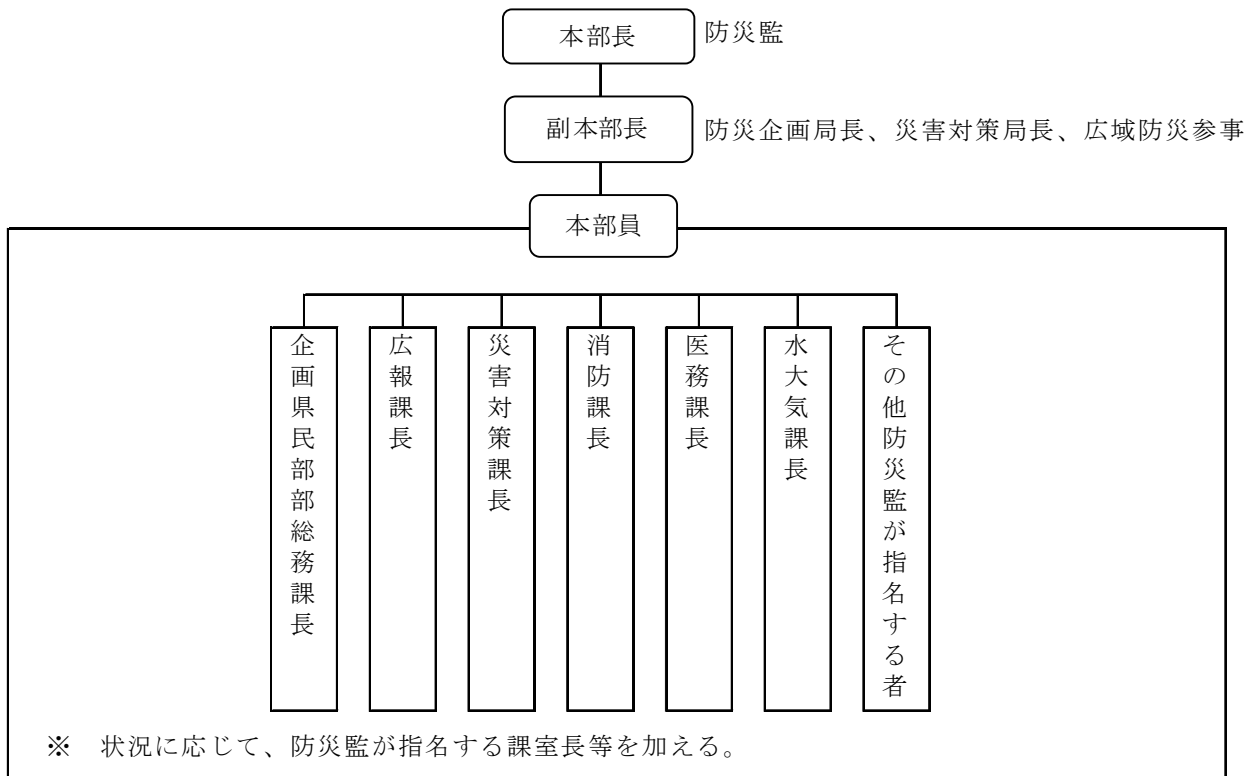 本部長
防災監
副本部長
防災企画局長、災害対策局長、広域防災参事
本部員
企画県民部部総務課長
広報課長
災害対策課長
消防課長
医務課長
水大気課長
その他防災監が指名する者
※　状況に応じて、防災監が指名する課室長等を加える。